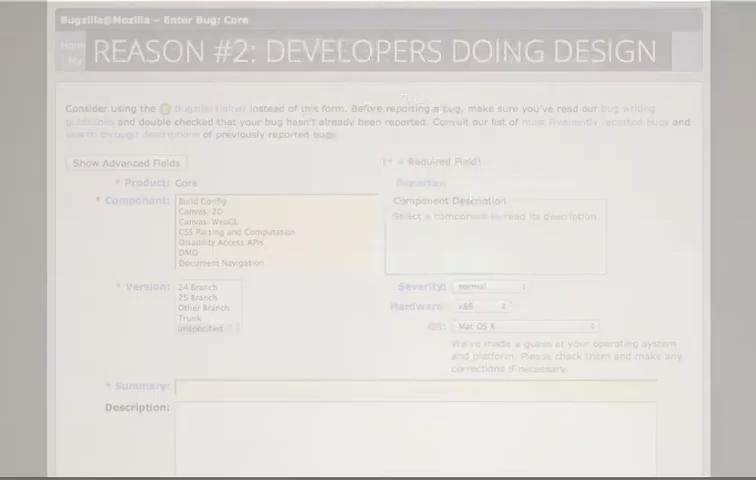 Bugzilla@Mozilla – Enter Bug: Core
Home
My
REASON #2: DEVELOPERS DOING DESIGN
Consider using the Bugzilla Helper instead of this form. Before reporting a bug, make sure you've read our bug writing
guidelines and double checked that your bug hasn't already been reported. Consult our list of most frequently reported bugs and
search through descriptions of previously reported bugs.
Show Advanced Fields
(* = Required Field)
* Product: Core
Reporter:
* Component:
Build Config
Canvas: 2D
Canvas: WebGL
CSS Parsing and Computation
Disability Access APIs
DMD
Document Navigation
Component Description
Select a component to read its description.
* Version:
24 Branch
25 Branch
Other Branch
Trunk
unspecified
Severity: normal
Hardware: x86
OS: Mac OS X
We've made a guess at your operating system
and platform. Please check them and make any
corrections if necessary.
* Summary:
Description: